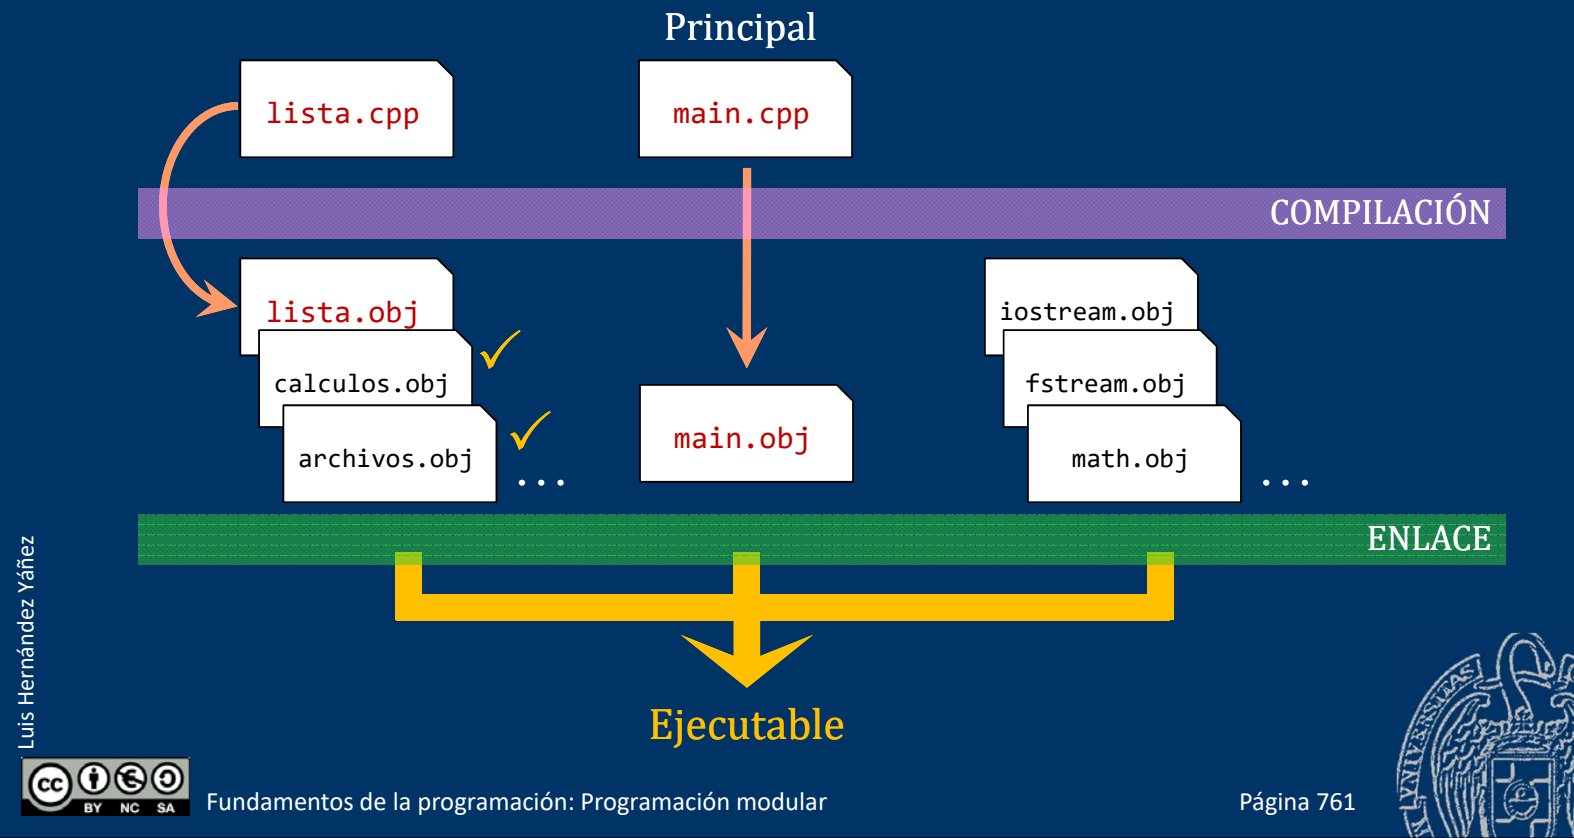 Principal
lista.cpp
main.cpp
COMPILACIÓN
lista.obj
calculos.obj
archivos.obj
...
main.obj
iostream.obj
fstream.obj
math.obj
...
ENLACE
Ejecutable
Luis Hernández Yáñez
cc
BY NC SA
Fundamentos de la programación: Programación modular
Página 761